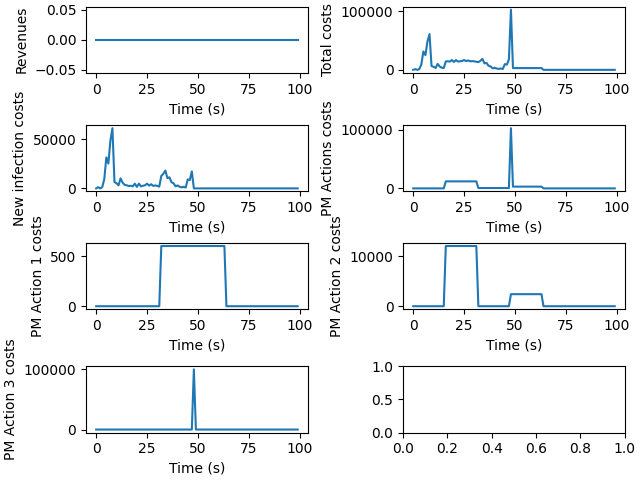 Revenues
0.05
0.00
−0.05
0 25 50 75 100
Time (s)
Total costs
100000
0
0 25 50 75 100
Time (s)
New infection costs
50000
0
0 25 50 75 100
Time (s)
PM Actions costs
100000
0
0 25 50 75 100
Time (s)
PM Action 1 costs
500
0
0 25 50 75 100
Time (s)
PM Action 2 costs
10000
0
0 25 50 75 100
Time (s)
PM Action 3 costs
100000
0
0 25 50 75 100
Time (s)
1.0
0.5
0.0
0.0 0.2 0.4 0.6 0.8 1.0